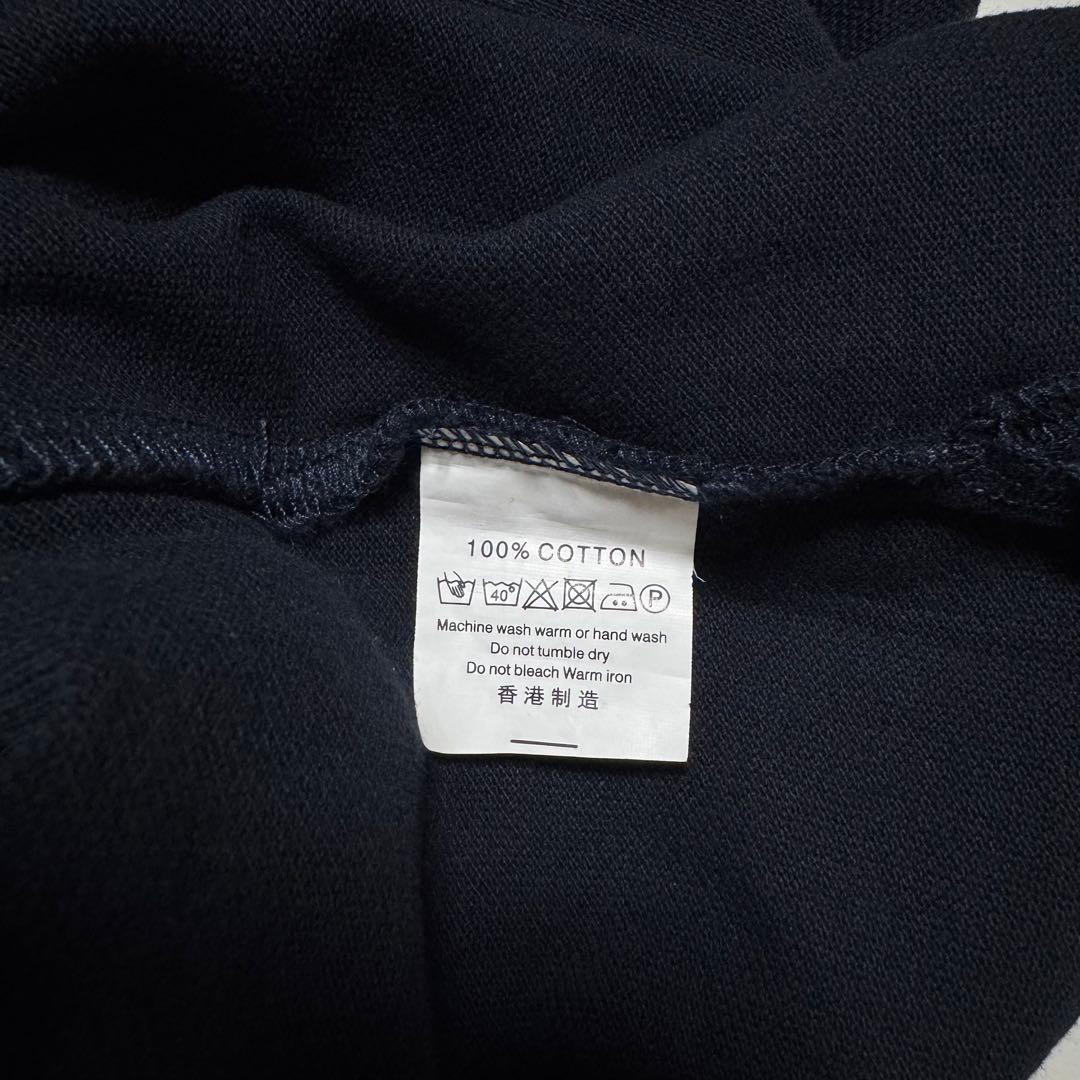 100% COTTON
40° P
Machine wash warm or hand wash
Do not tumble dry
Do not bleach Warm iron
香港制造